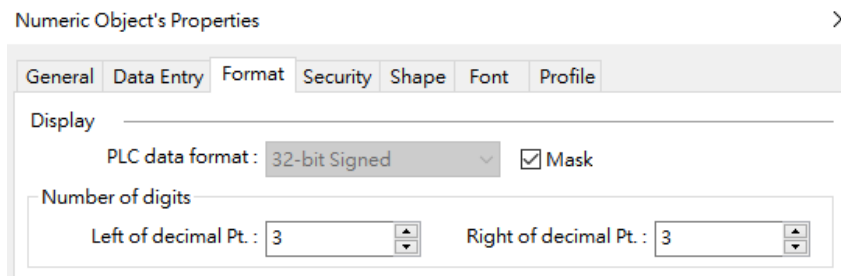 Numeric Object's Properties
General Data Entry Format Security Shape Font Profile
Display
PLC data format : 32-bit Signed Mask
Number of digits
Left of decimal Pt. : 3 Right of decimal Pt. : 3